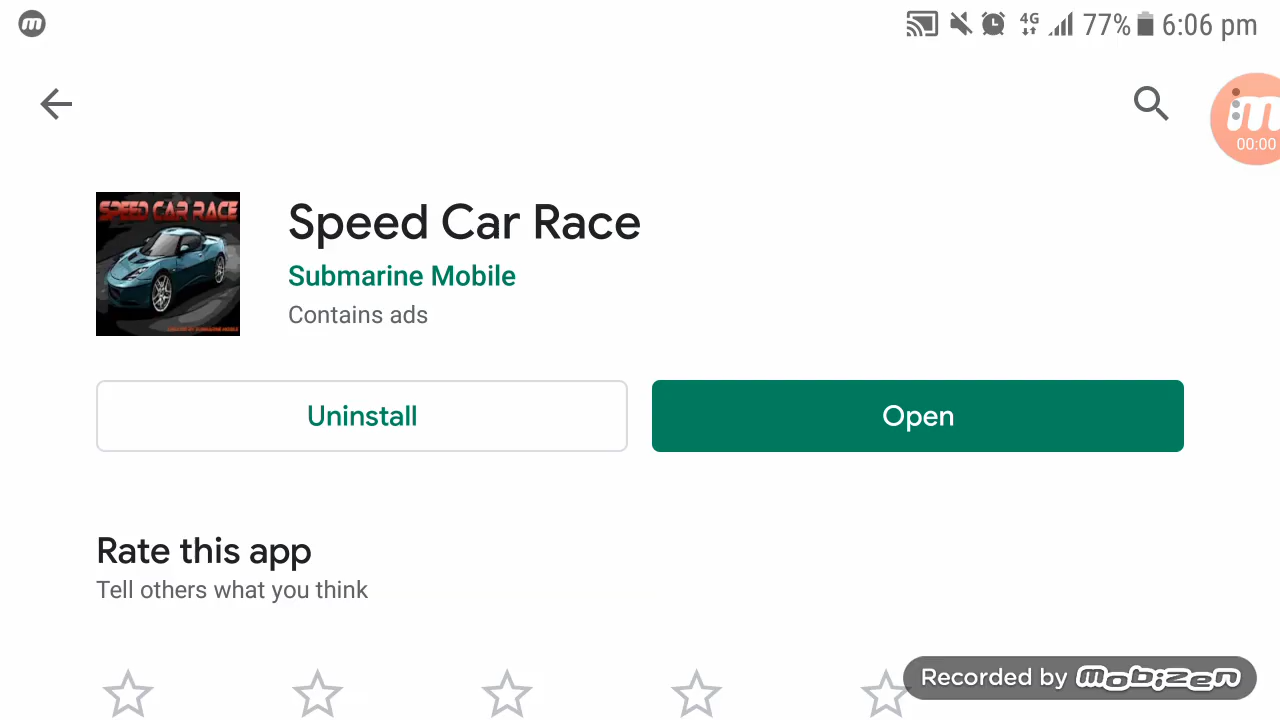 m
4G 77% 6:06 pm
m
00:00
SPEED CAR RACE
Speed Car Race
Submarine Mobile
Contains ads
Uninstall
Open
Rate this app
Tell others what you think
Recorded by mobizen